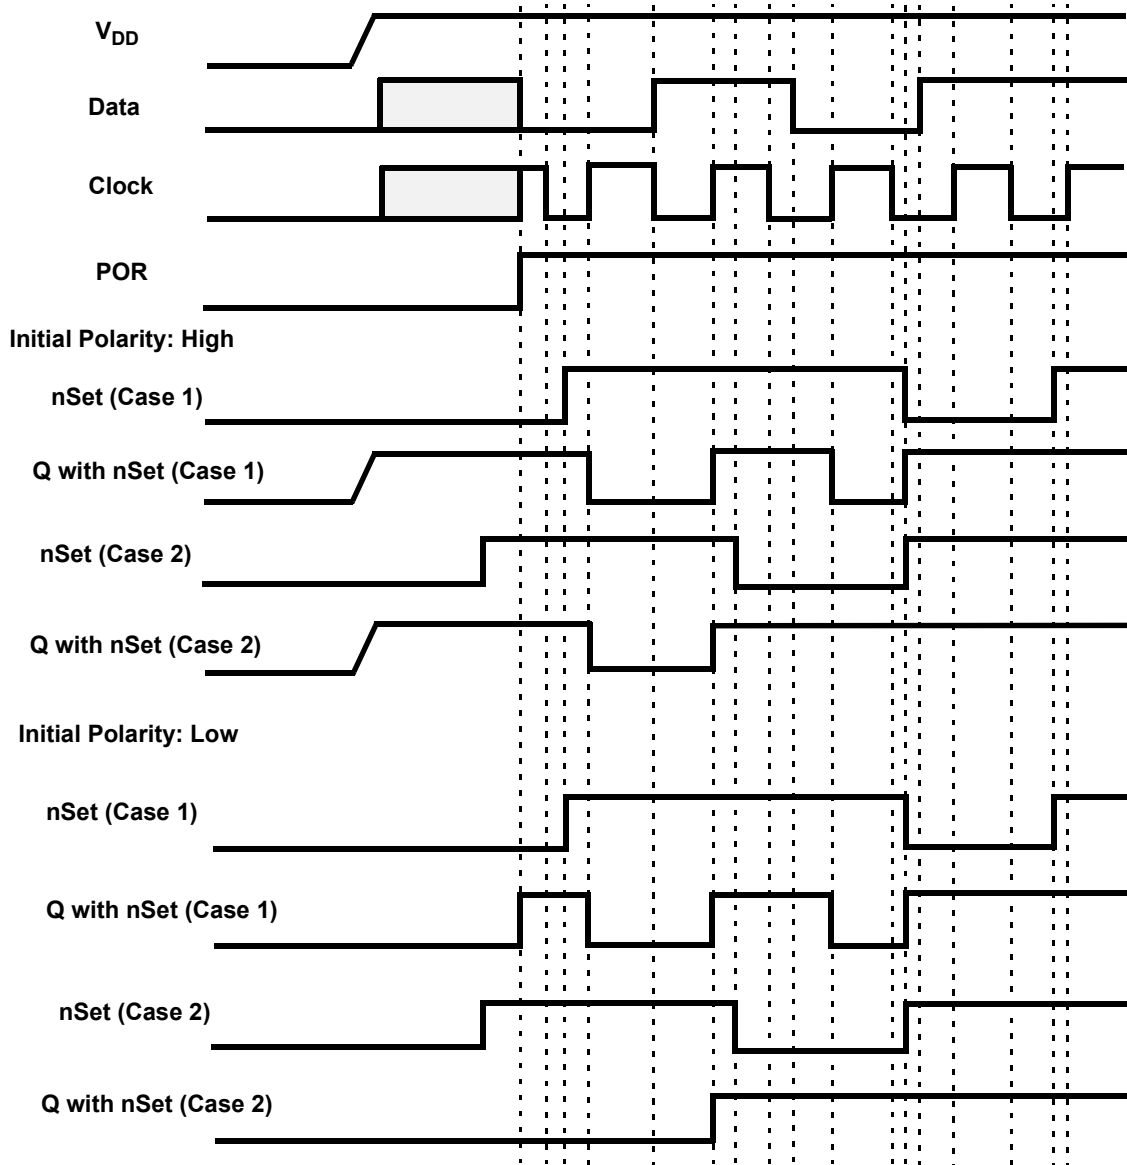 V_DD
Data
Clock
POR
Initial Polarity: High
nSet (Case 1)
Q with nSet (Case 1)
nSet (Case 2)
Q with nSet (Case 2)
Initial Polarity: Low
nSet (Case 1)
Q with nSet (Case 1)
nSet (Case 2)
Q with nSet (Case 2)